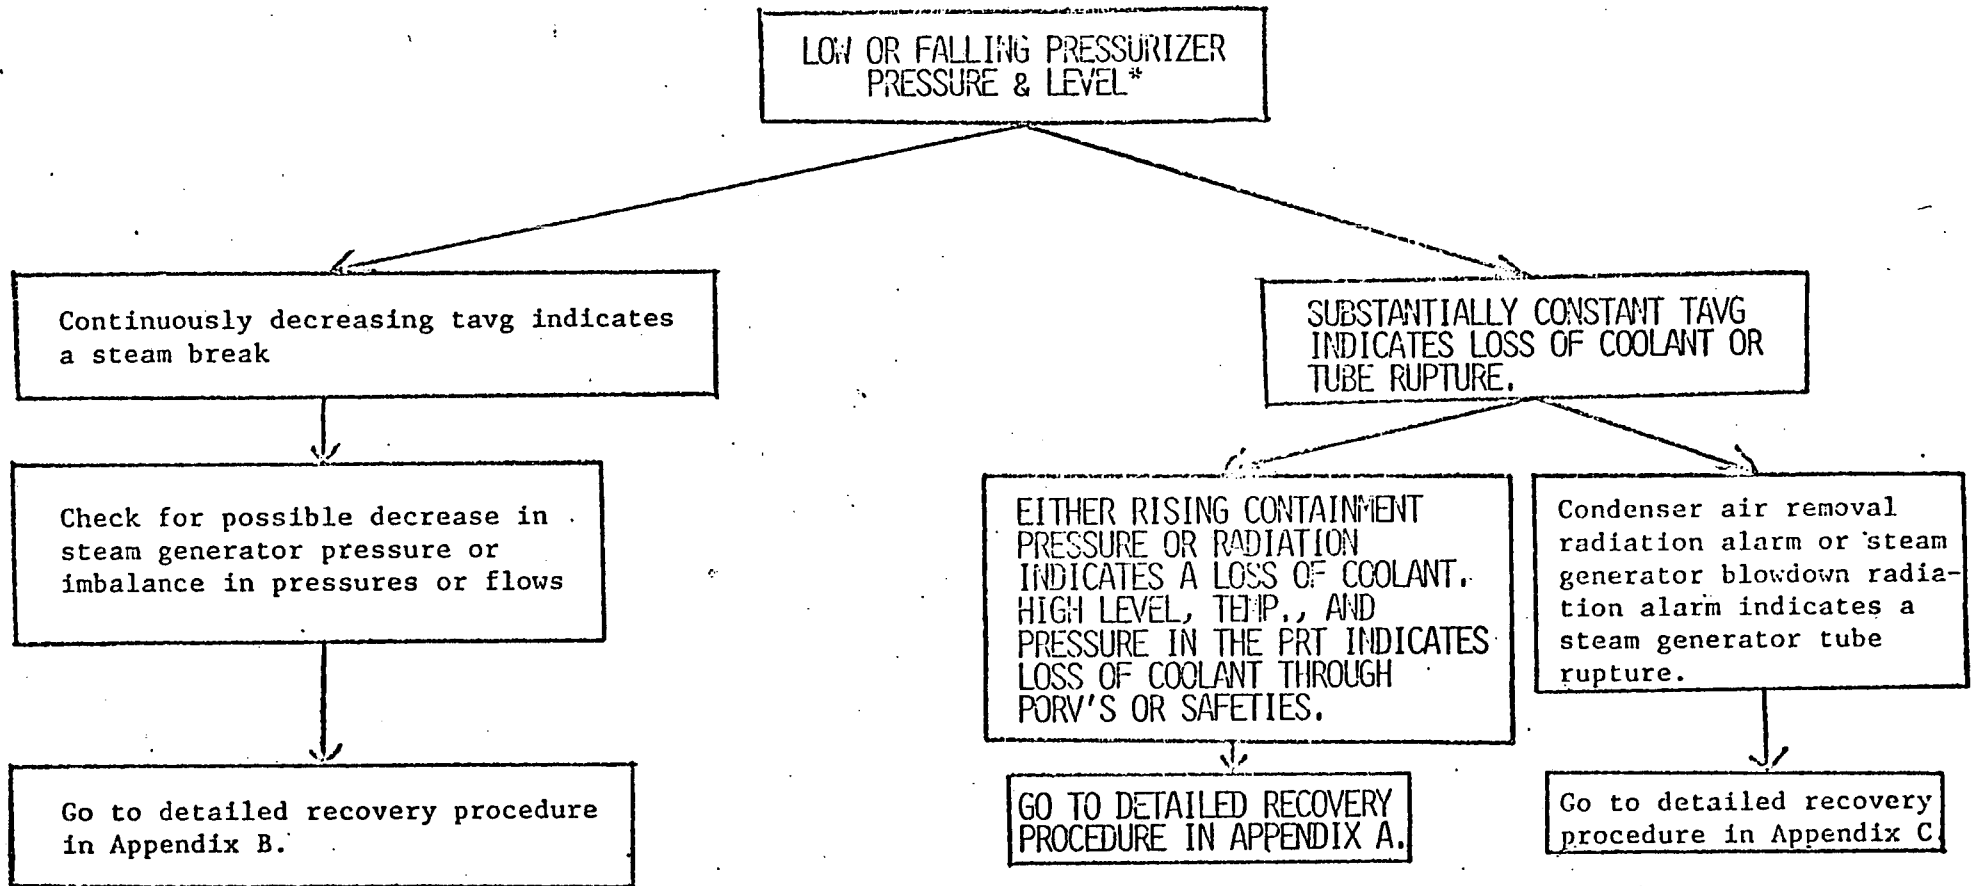 LOW OR FALLING PRESSURIZER
PRESSURE & LEVEL*
Continuously decreasing tavg indicates
a steam break
Check for possible decrease in
steam generator pressure or
imbalance in pressures or flows
Go to detailed recovery procedure
in Appendix B.
SUBSTANTIALLY CONSTANT TAVG
INDICATES LOSS OF COOLANT OR
TUBE RUPTURE.
EITHER RISING CONTAINMENT
PRESSURE OR RADIATION
INDICATES A LOSS OF COOLANT.
HIGH LEVEL, TEMP., AND
PRESSURE IN THE PRT INDICATES
LOSS OF COOLANT THROUGH
PORV'S OR SAFETIES.
GO TO DETAILED RECOVERY
PROCEDURE IN APPENDIX A.
Condenser air removal
radiation alarm or steam
generator blowdown radia-
tion alarm indicates a
steam generator tube
rupture.
Go to detailed recovery
procedure in Appendix C.